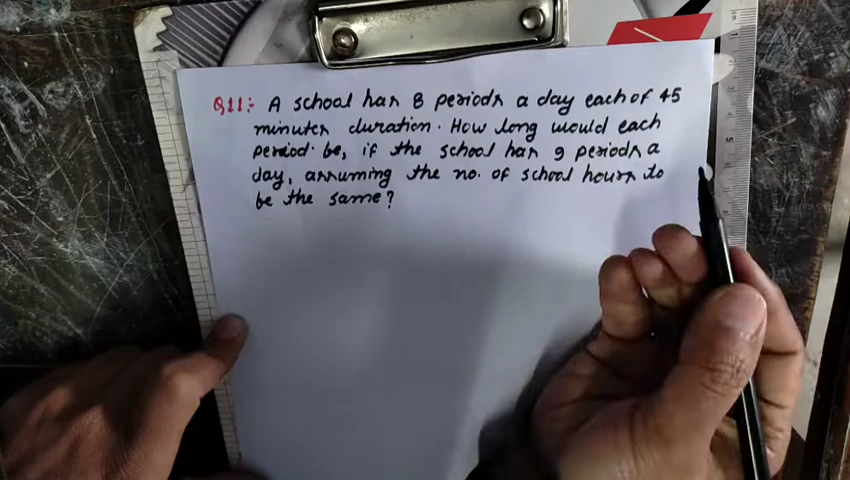 Q11:- A school has 8 periods a day each of 45
minutes duration. How long would each
period be, if the school has 9 periods a
day, assuming the no. of school hours to
be the same?